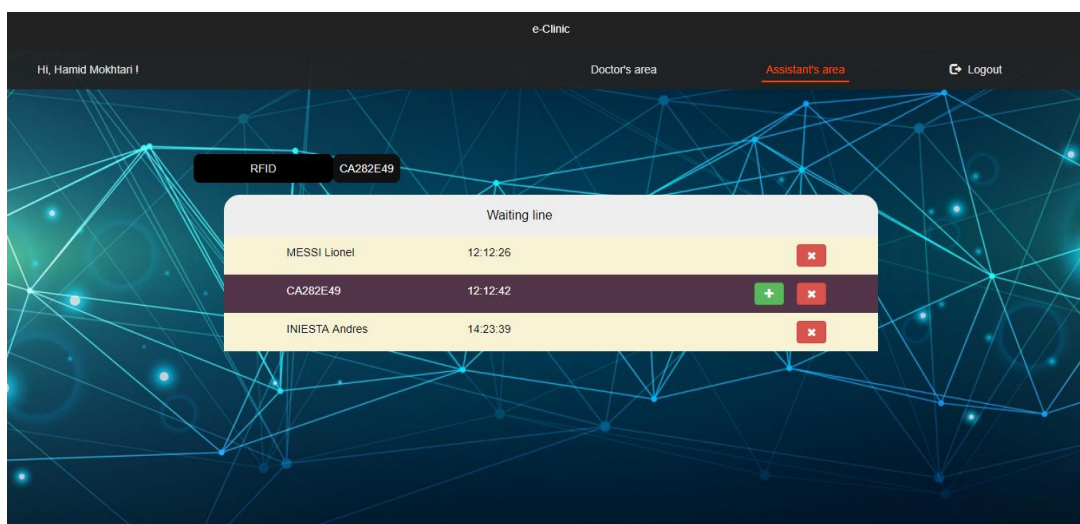 e-Clinic
Hi, Hamid Mokhtari !
Doctor's area
Assistant's area
Logout
RFID
CA282E49
Waiting line
MESSI Lionel 12:12:26
CA282E49 12:12:42
INIESTA Andres 14:23:39